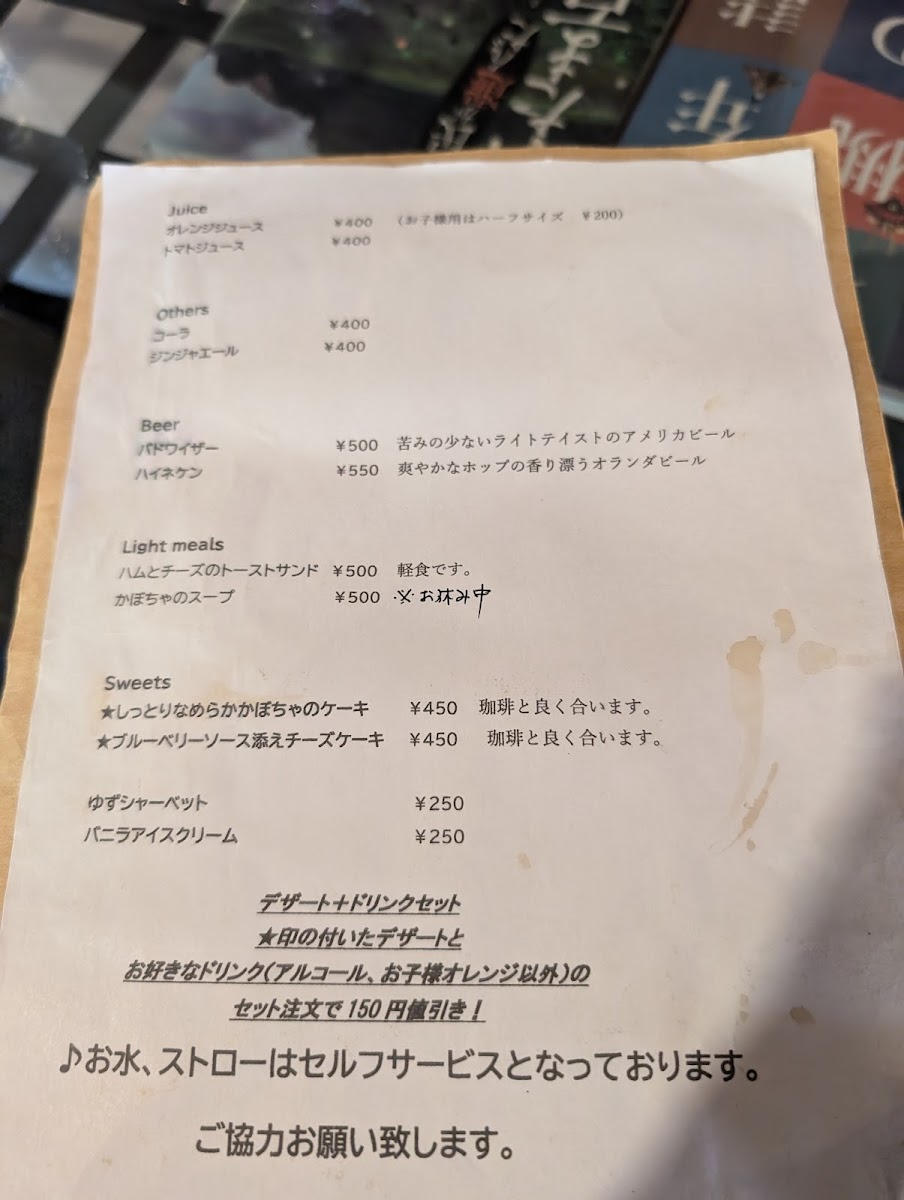 Juice
オレンジジュース ¥400 (お子様用はハーフサイズ ¥200)
トマトジュース ¥400
Others
コーラ ¥400
ジンジャエール ¥400
Beer
バドワイザー ¥500 苦みの少ないライトテイストのアメリカビール
ハイネケン ¥550 爽やかなホップの香り漂うオランダビール
Light meals
ハムとチーズのトーストサンド ¥500 軽食です。
かぼちゃのスープ ¥500 ※お休み中
Sweets
★しっとりなめらかかぼちゃのケーキ ¥450 珈琲と良く合います。
★ブルーベリーソース添えチーズケーキ ¥450 珈琲と良く合います。
ゆずシャーベット ¥250
バニラアイスクリーム ¥250
デザート+ドリンクセット
★印の付いたデザートと
お好きなドリンク(アルコール、お子様オレンジ以外)の
セット注文で150円値引き!
♪お水、ストローはセルフサービスとなっております。
ご協力お願い致します。